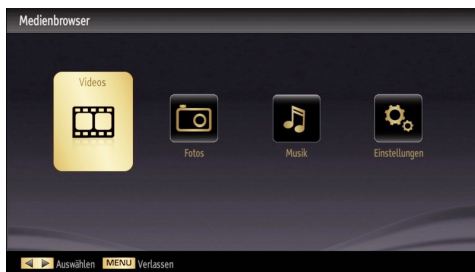 Medienbrowser
Videos
Fotos
Musik
Einstellungen
Auswählen MENU Verlassen